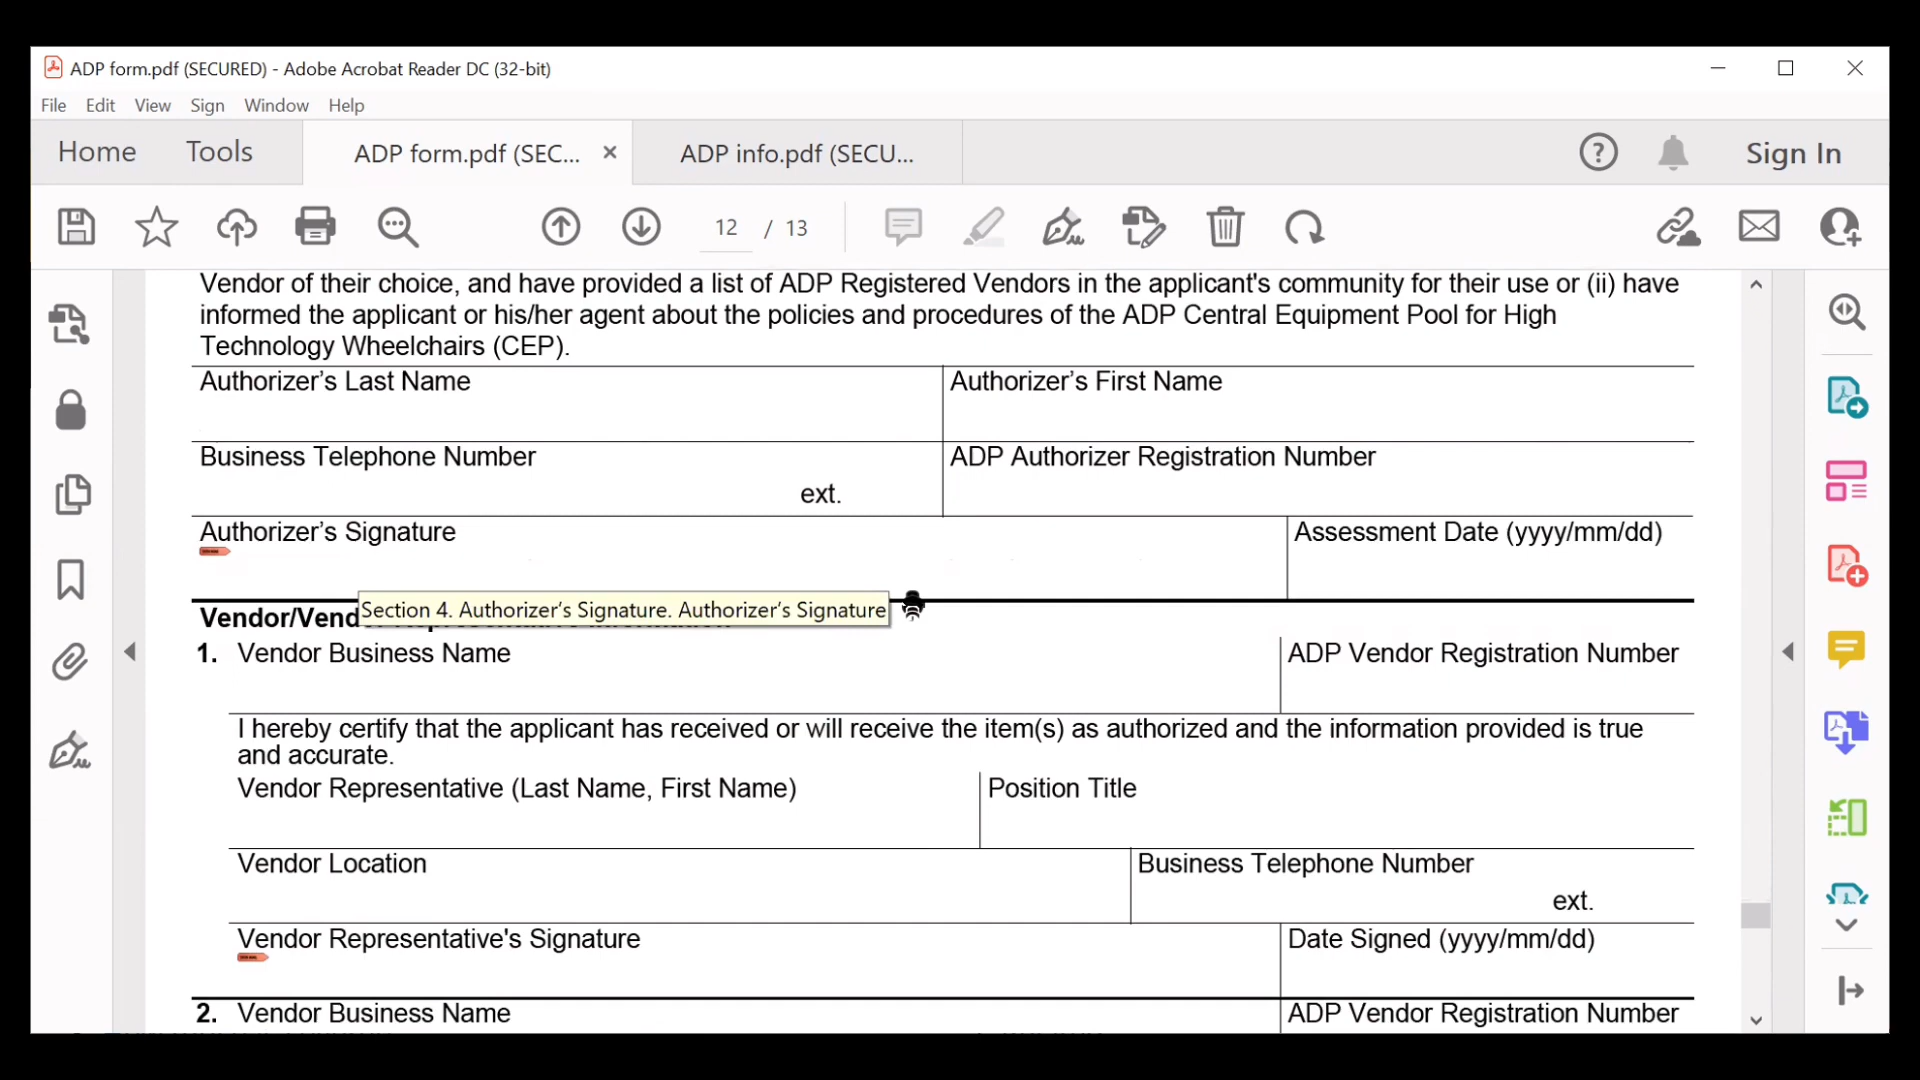 ADP form.pdf (SECURED) - Adobe Acrobat Reader DC (32-bit)
File Edit View Sign Window Help
Home Tools ADP form.pdf (SEC... ADP info.pdf (SECU... Sign In
12 / 13
Vendor of their choice, and have provided a list of ADP Registered Vendors in the applicant's community for their use or (ii) have
informed the applicant or his/her agent about the policies and procedures of the ADP Central Equipment Pool for High
Technology Wheelchairs (CEP).
Authorizer’s Last Name Authorizer’s First Name
Business Telephone Number ADP Authorizer Registration Number
ext.
Authorizer’s Signature Assessment Date (yyyy/mm/dd)
Section 4. Authorizer’s Signature. Authorizer’s Signature
1. Vendor Business Name ADP Vendor Registration Number
I hereby certify that the applicant has received or will receive the item(s) as authorized and the information provided is true
and accurate.
Vendor Representative (Last Name, First Name) Position Title
Vendor Location Business Telephone Number
ext.
Vendor Representative's Signature Date Signed (yyyy/mm/dd)
2. Vendor Business Name ADP Vendor Registration Number